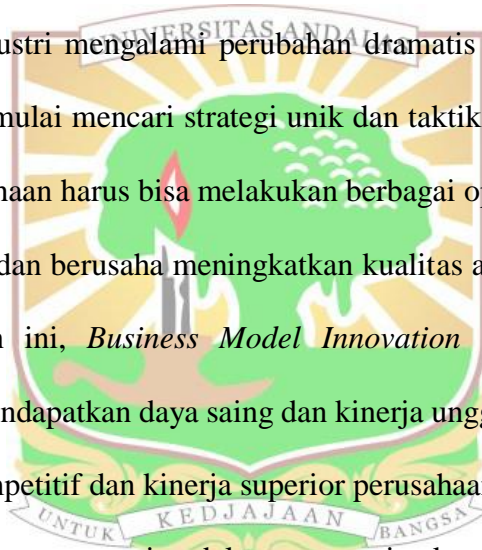 UNIVERSITAS ANDALAS
ustri mengalami perubahan dramatis
mulai mencari strategi unik dan taktik
haan harus bisa melakukan berbagai o
dan berusaha meningkatkan kualitas a
n ini, Business Model Innovation
ndapatkan daya saing dan kinerja ungg
mpetitif dan kinerja superior perusahaan
UNTUK KEDJAJAAN BANGSA